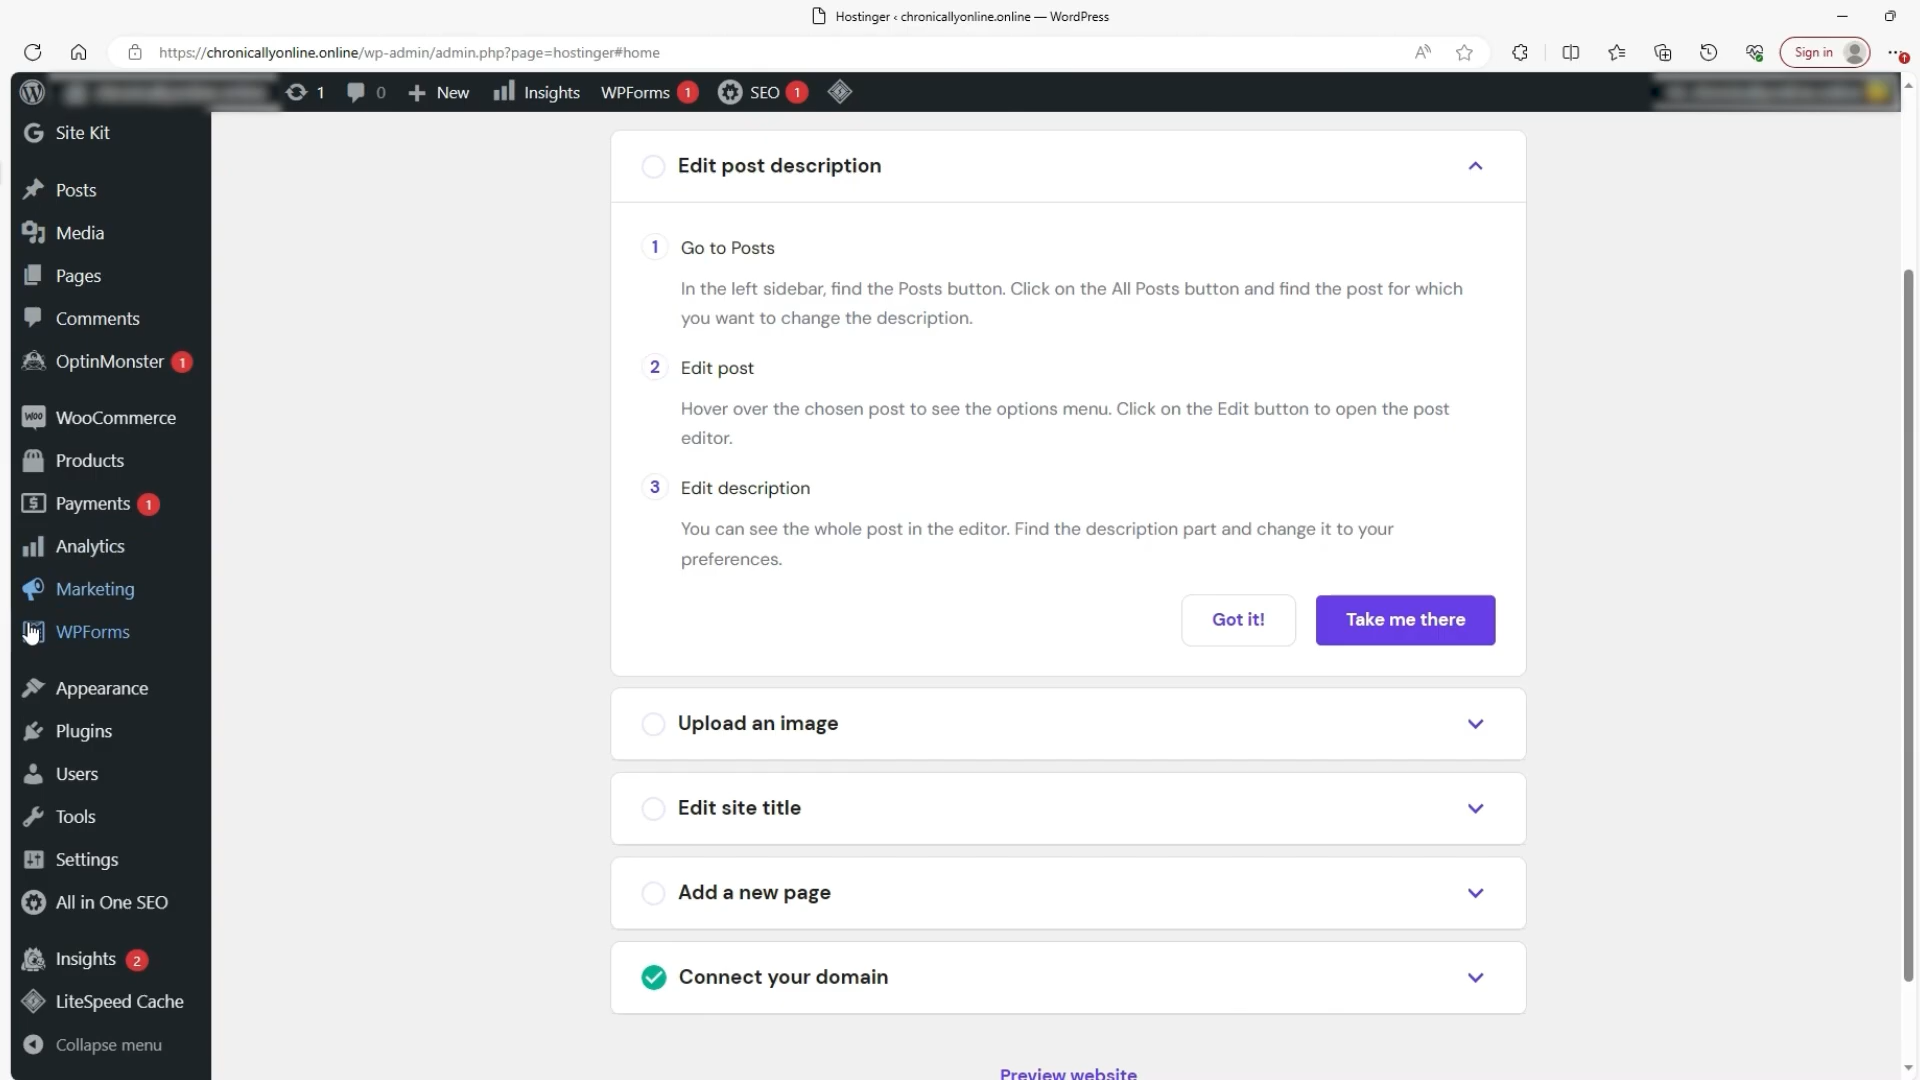 Hostinger ‹ chronicallyonline.online — WordPress
https://chronicallyonline.online/wp-admin/admin.php?page=hostinger#home
Sign in
1
0
New
Insights
WPForms 1
SEO 1
Site Kit
Posts
Media
Pages
Comments
OptinMonster 1
WooCommerce
Products
Payments 1
Analytics
Marketing
WPForms
Appearance
Plugins
Users
Tools
Settings
All in One SEO
Insights 2
LiteSpeed Cache
Collapse menu
Edit post description
1 Go to Posts
In the left sidebar, find the Posts button. Click on the All Posts button and find the post for which
you want to change the description.
2 Edit post
Hover over the chosen post to see the options menu. Click on the Edit button to open the post
editor.
3 Edit description
You can see the whole post in the editor. Find the description part and change it to your
preferences.
Got it!
Take me there
Upload an image
Edit site title
Add a new page
Connect your domain
Preview website